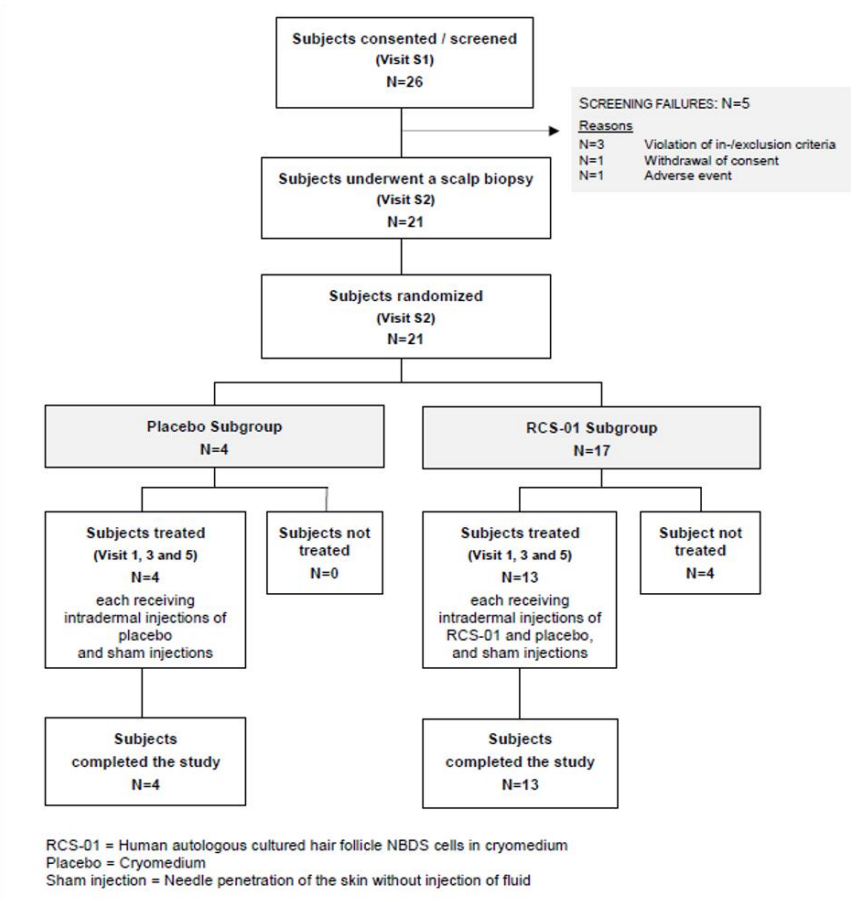 Subjects consented / screened
(Visit S1)
N=26
SCREENING FAILURES: N=5
Reasons
N=3 Violation of in-/exclusion criteria
N=1 Withdrawal of consent
N=1 Adverse event
Subjects underwent a scalp biopsy
(Visit S2)
N=21
Subjects randomized
(Visit S2)
N=21
Placebo Subgroup
N=4
RCS-01 Subgroup
N=17
Subjects treated
(Visit 1, 3 and 5)
N=4
each receiving
intradermal injections of
placebo
and sham injections
Subjects not
treated
N=0
Subjects treated
(Visit 1, 3 and 5)
N=13
each receiving
intradermal injections of
RCS-01 and placebo,
and sham injections
Subject not
treated
N=4
Subjects
completed the study
N=4
Subjects
completed the study
N=13
RCS-01 = Human autologous cultured hair follicle NBDS cells in cryomedium
Placebo = Cryomedium
Sham injection = Needle penetration of the skin without injection of fluid